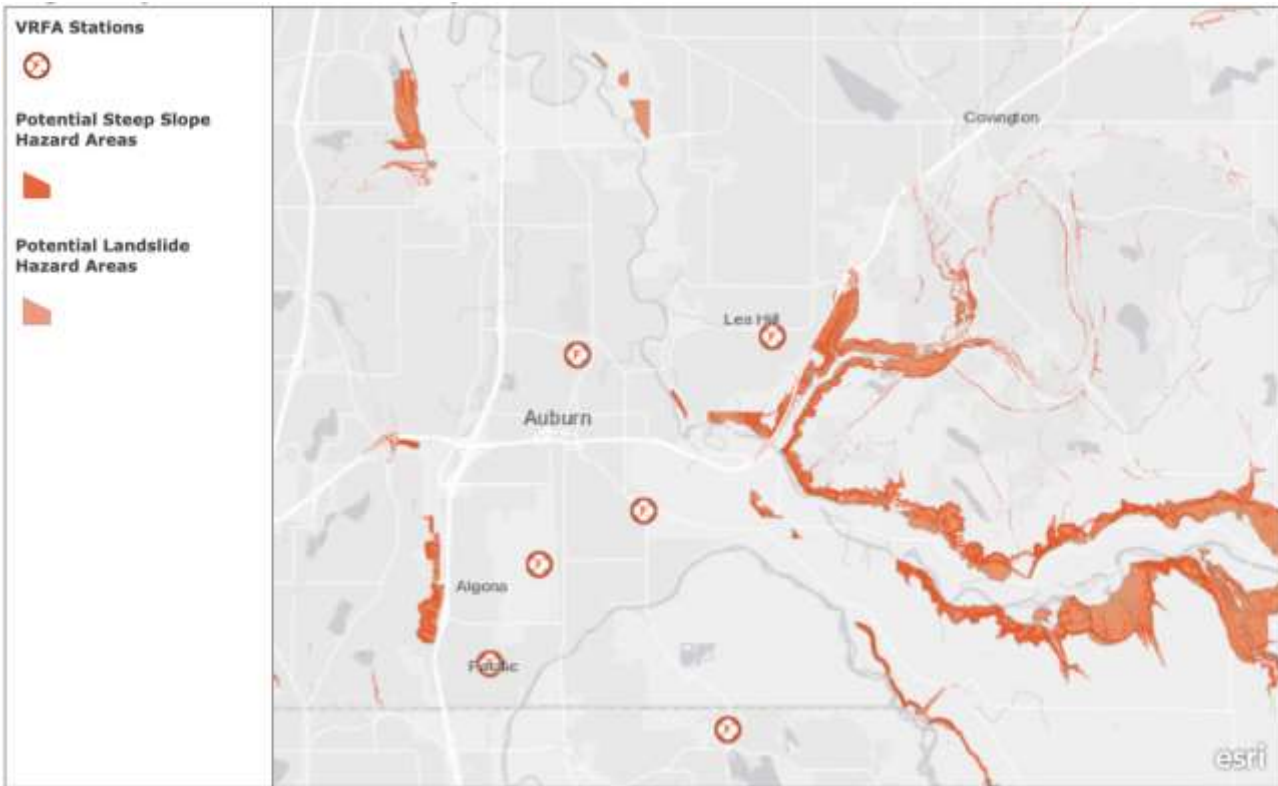 VRFA Stations
Potential Steep Slope
Hazard Areas
Potential Landslide
Hazard Areas
Covington
Lea Hill
Auburn
Algona
Pacific
esri